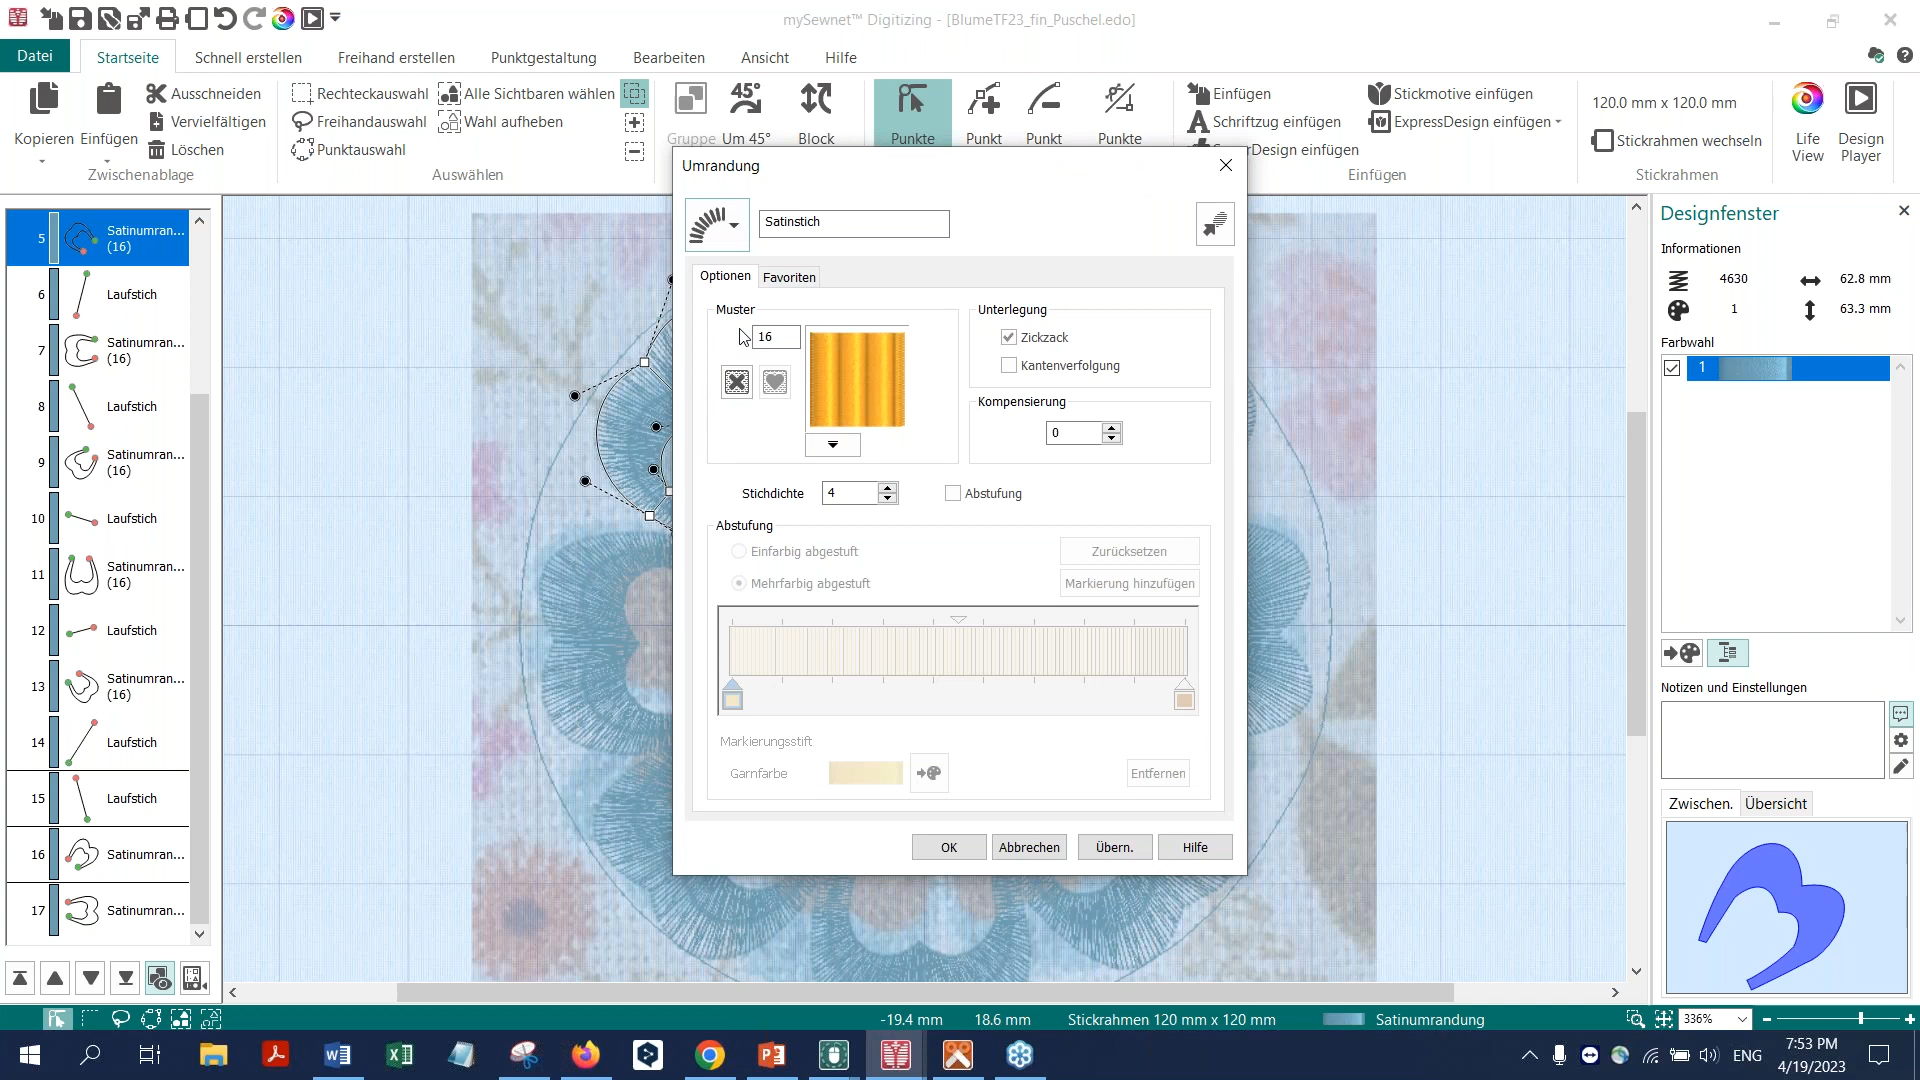 mySewnet™ Digitizing - [BlumeTF23_fin_Puschel.edo]
Datei
Startseite
Schnell erstellen
Freihand erstellen
Punktgestaltung
Bearbeiten
Ansicht
Hilfe
Kopieren
Einfügen
Ausschneiden
Vervielfältigen
Löschen
Zwischenablage
Rechteckauswahl
Freihandauswahl
Punktauswahl
Alle Sichtbaren wählen
Wahl aufheben
Auswählen
Gruppe
45°
Um 45°
Block
Punkte
Punkt
Punkt
Punkte
Einfügen
Schriftzug einfügen
Design einfügen
Stickmotive einfügen
ExpressDesign einfügen
Einfügen
120.0 mm x 120.0 mm
Stickrahmen wechseln
Stickrahmen
Life
View
Design
Player
5
Satinumran...
(16)
6
Laufstich
7
Satinumran...
(16)
8
Laufstich
9
Satinumran...
(16)
10
Laufstich
11
Satinumran...
(16)
12
Laufstich
13
Satinumran...
(16)
14
Laufstich
15
Laufstich
16
Satinumran...
17
Satinumran...
Umrandung
Satinstich
Optionen
Favoriten
Muster
16
Unterlegung
Zickzack
Kantenverfolgung
Kompensierung
0
Stichdichte
4
Abstufung
Abstufung
Einfarbig abgestuft
Zurücksetzen
Mehrfarbig abgestuft
Markierung hinzufügen
Markierungsstift
Garnfarbe
Entfernen
OK
Abbrechen
Übern.
Hilfe
Designfenster
Informationen
4630
62.8 mm
1
63.3 mm
Farbwahl
1
Notizen und Einstellungen
Zwischen.
Übersicht
-19.4 mm
18.6 mm
Stickrahmen 120 mm x 120 mm
Satinumrandung
336%
ENG
7:53 PM
4/19/2023